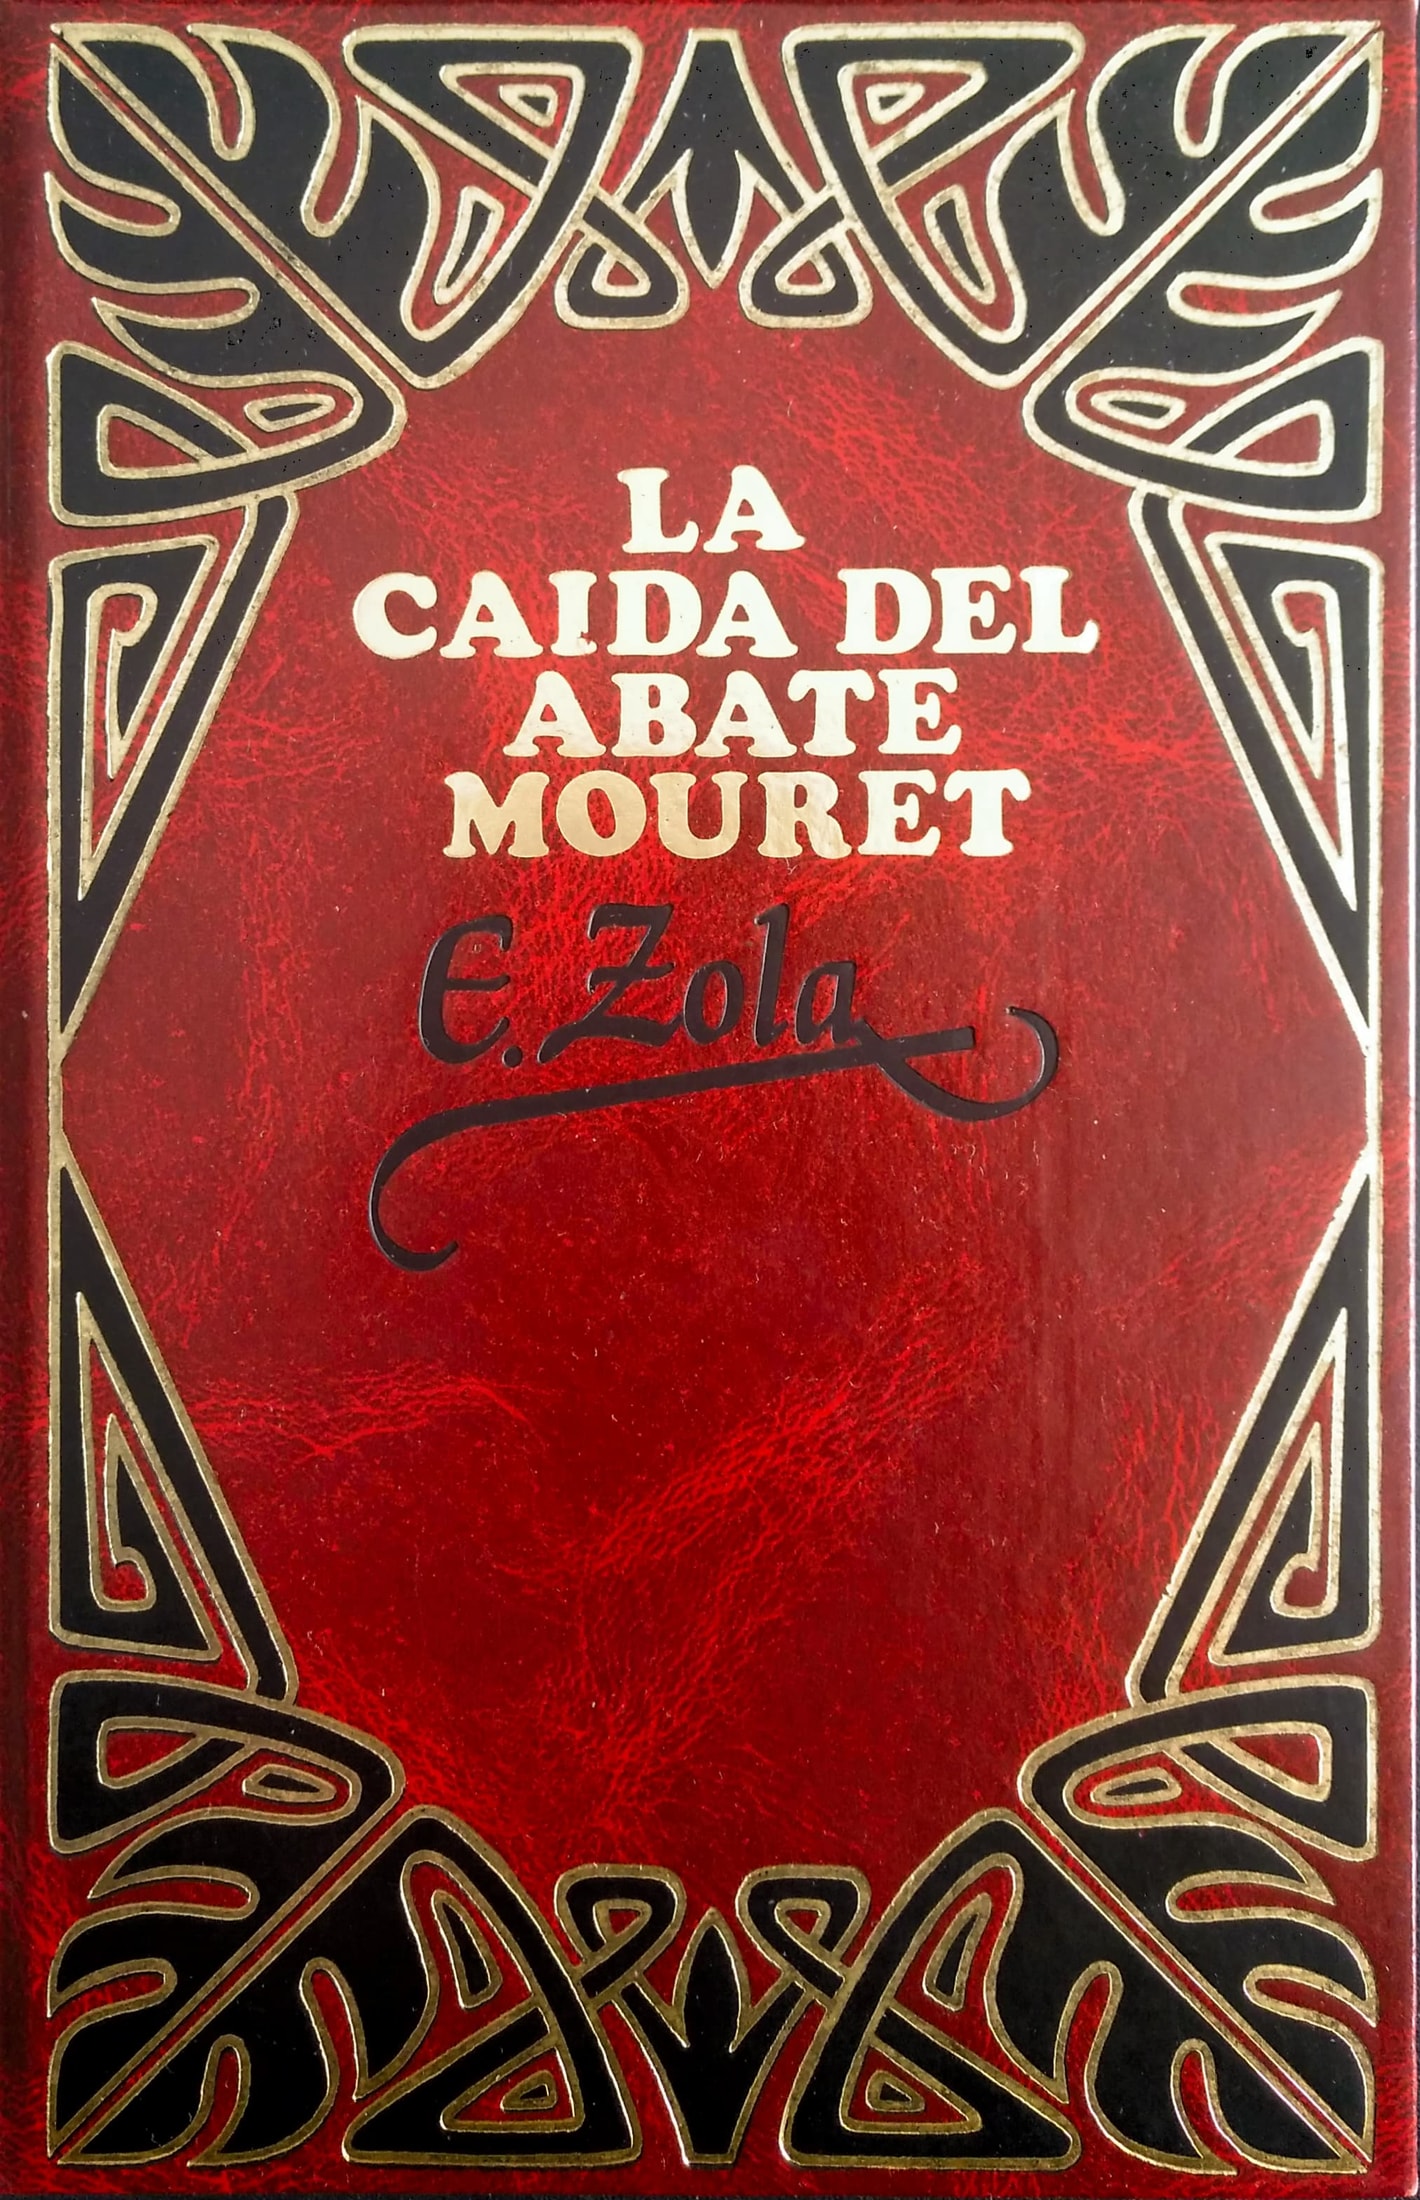 LA
CAIDA DEL
ABATE
MOURET
E. Zola